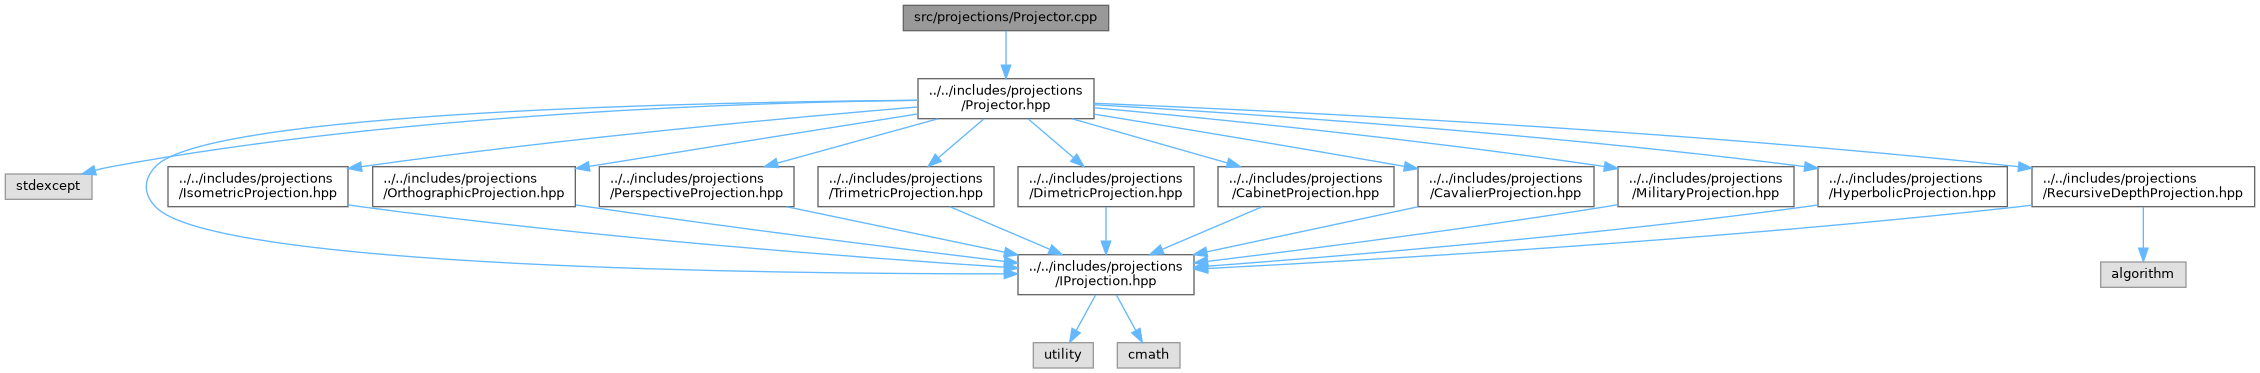 src/projections/Projector.cpp
../../includes/projections
/Projector.hpp
stdexcept
../../includes/projections
/IsometricProjection.hpp
../../includes/projections
/OrthographicProjection.hpp
../../includes/projections
/PerspectiveProjection.hpp
../../includes/projections
/TrimetricProjection.hpp
../../includes/projections
/DimetricProjection.hpp
../../includes/projections
/CabinetProjection.hpp
../../includes/projections
/CavalierProjection.hpp
../../includes/projections
/MilitaryProjection.hpp
../../includes/projections
/HyperbolicProjection.hpp
../../includes/projections
/RecursiveDepthProjection.hpp
../../includes/projections
/IProjection.hpp
algorithm
utility
cmath